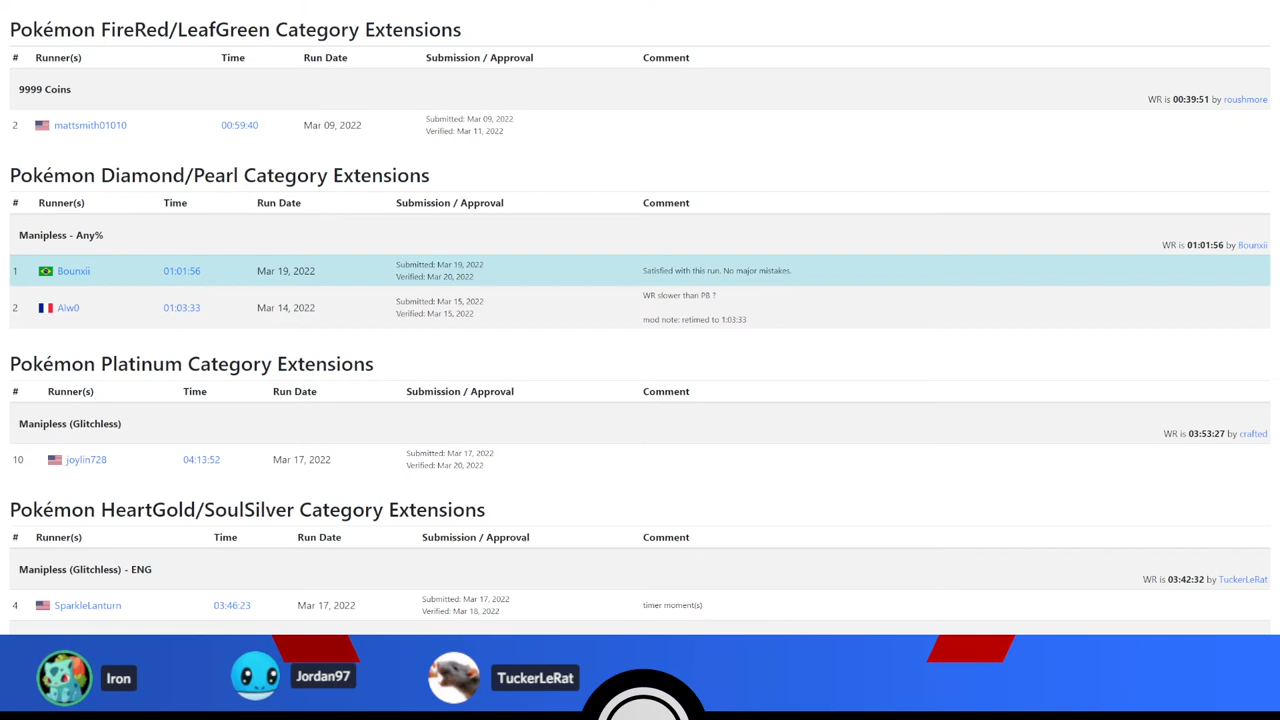 Pokémon FireRed/LeafGreen Category Extensions
# Runner(s) Time Run Date Submission / Approval Comment
9999 Coins
WR is 00:39:51 by roushmore
2 mattsmith01010 00:59:40 Mar 09, 2022 Submitted: Mar 09, 2022
Verified: Mar 11, 2022
Pokémon Diamond/Pearl Category Extensions
# Runner(s) Time Run Date Submission / Approval Comment
Manipless - Any%
WR is 01:01:56 by Bounxii
1 Bounxii 01:01:56 Mar 19, 2022 Submitted: Mar 19, 2022 Satisfied with this run. No major mistakes.
Verified: Mar 20, 2022
WR slower than PB ?
2 Alw0 01:03:33 Mar 14, 2022 Submitted: Mar 15, 2022
Verified: Mar 15, 2022
mod note: retimed to 1:03:33
Pokémon Platinum Category Extensions
# Runner(s) Time Run Date Submission / Approval Comment
Manipless (Glitchless)
WR is 03:53:27 by crafted
10 joylin728 04:13:52 Mar 17, 2022 Submitted: Mar 17, 2022
Verified: Mar 20, 2022
Pokémon HeartGold/SoulSilver Category Extensions
# Runner(s) Time Run Date Submission / Approval Comment
Manipless (Glitchless) - ENG
WR is 03:42:32 by TuckerLeRat
4 SparkleLanturn 03:46:23 Mar 17, 2022 Submitted: Mar 17, 2022 timer moment(s)
Verified: Mar 18, 2022
Iron Jordan97 TuckerLeRat